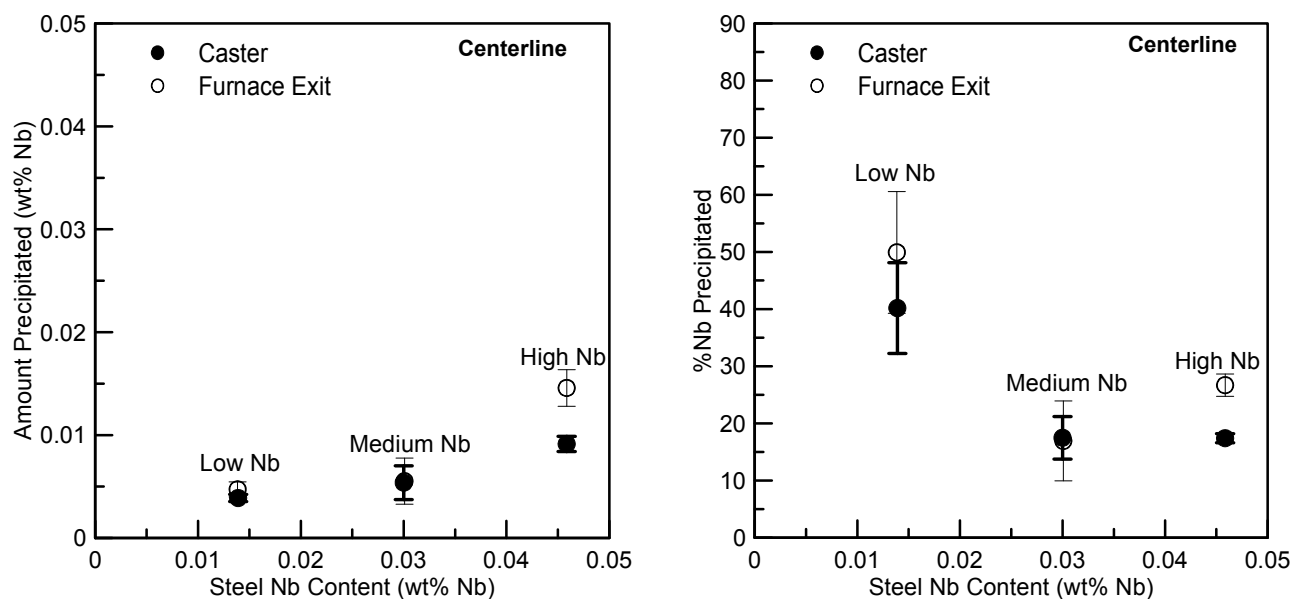 0.05
0.04
0.03
0.02
0.01
0
Amount Precipitated (wt% Nb)
Caster
Furnace Exit
Centerline
High Nb
Medium Nb
Low Nb
0 0.01 0.02 0.03 0.04 0.05
Steel Nb Content (wt% Nb)
90
80
70
60
50
40
30
20
10
0
%Nb Precipitated
Caster
Furnace Exit
Centerline
Low Nb
Medium Nb
High Nb
0 0.01 0.02 0.03 0.04 0.05
Steel Nb Content (wt% Nb)